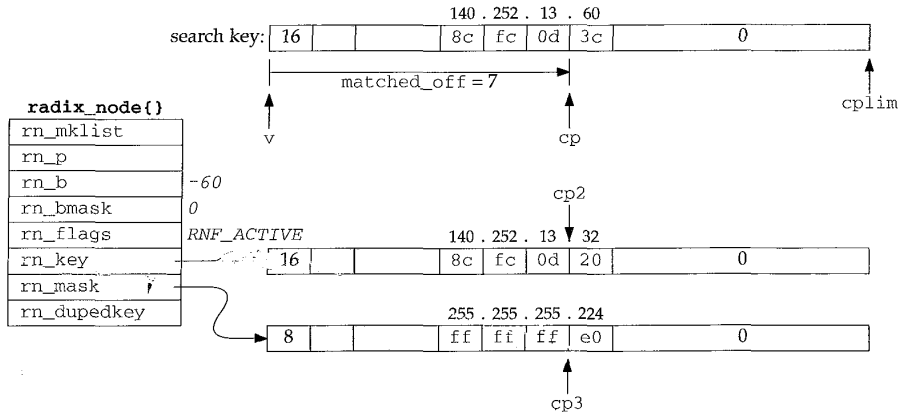 140 . 252 . 13 . 60
search key: 16 8c fc 0d 3c 0
matched_off = 7
cplim
radix_node{}
v
cp
rn_mklist
rn_p
rn_b -60
cp2
rn_bmask 0
rn_flags RNF_ACTIVE
140 . 252 . 13 . 32
rn_key 16 8c fc 0d 20 0
rn_mask
rn_dupedkey
255 . 255 . 255 . 224
8 ff ff ff e0 0
cp3